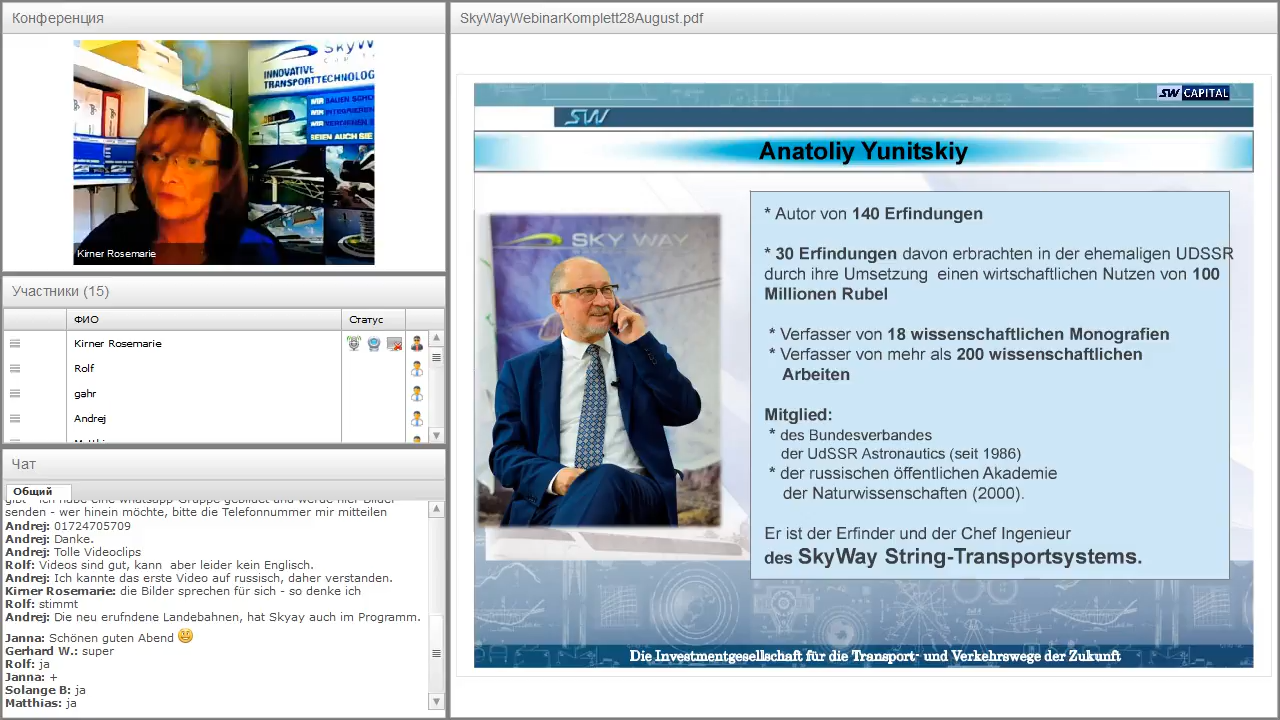 Конференция
SKYW
INNOVATIVE
TRANSPORTTECHNOLOG
WIR BAUEN SCHO
SEIEN AUCH SIE
Kirner Rosemarie
Участники (15)
ФИО Статус
Kirner Rosemarie
Rolf
gahr
Andrej
Чат
Общий
senden - wer hinein möchte, bitte die Telefonnummer mir mitteilen
Andrej: 01724705709
Andrej: Danke.
Andrej: Tolle Videoclips
Rolf: Videos sind gut, kann aber leider kein Englisch.
Andrej: Ich kannte das erste Video auf russisch, daher verstanden.
Kirner Rosemarie: die Bilder sprechen für sich - so denke ich
Rolf: stimmt
Andrej: Die neu erufndene Landebahnen, hat Skyay auch im Programm.
Janna: Schönen guten Abend
Gerhard W.: super
Rolf: ja
Janna: +
Solange B: ja
Matthias: ja
SkyWayWebinarKomplett28August.pdf
SW CAPITAL
SW
Anatoliy Yunitskiy
SKY WAY
* Autor von 140 Erfindungen
* 30 Erfindungen davon erbrachten in der ehemaligen UDSSR
durch ihre Umsetzung einen wirtschaftlichen Nutzen von 100
Millionen Rubel
* Verfasser von 18 wissenschaftlichen Monografien
* Verfasser von mehr als 200 wissenschaftlichen
Arbeiten
Mitglied:
* des Bundesverbandes
der UdSSR Astronautics (seit 1986)
* der russischen öffentlichen Akademie
der Naturwissenschaften (2000).
Er ist der Erfinder und der Chef Ingenieur
des SkyWay String-Transportsystems.
Die Investmentgesellschaft für die Transport- und Verkehrswege der Zukunft